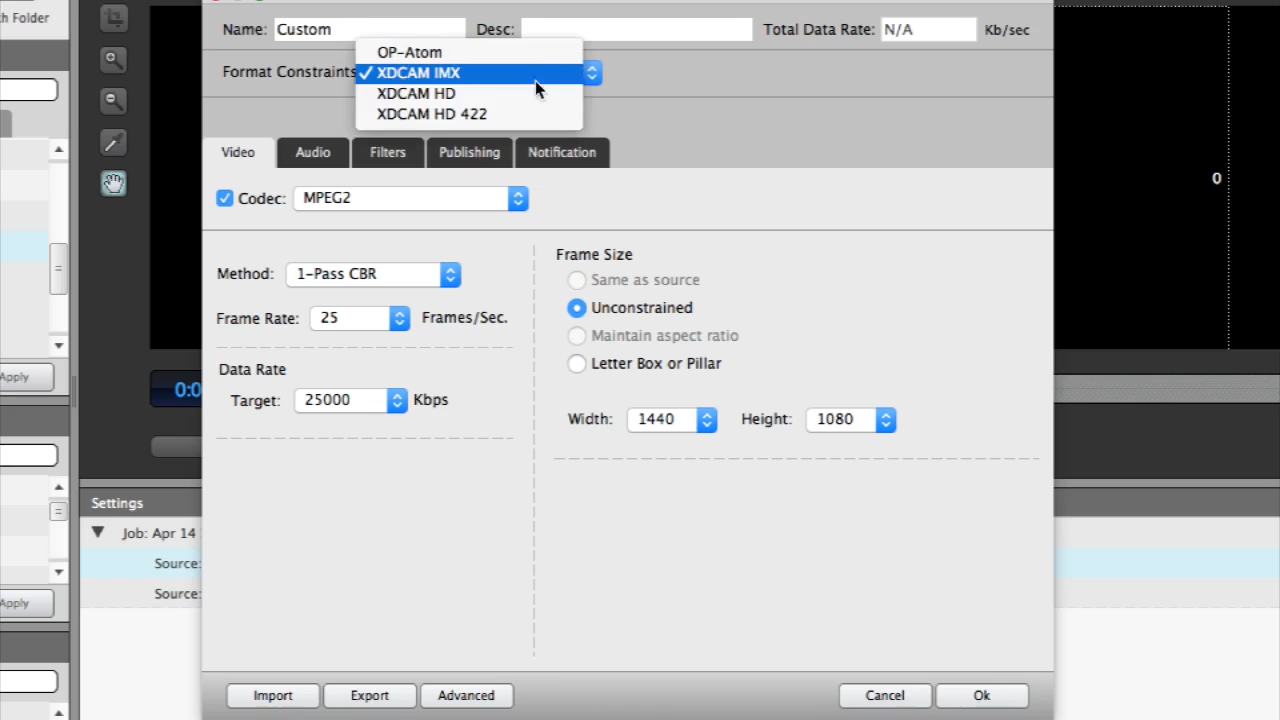 h Folder
Name: Custom Desc: Total Data Rate: N/A Kb/sec
Format Constraints
OP-Atom
✓ XDCAM IMX
XDCAM HD
XDCAM HD 422
Video Audio Filters Publishing Notification
0
Codec: MPEG2
Method: 1-Pass CBR
Frame Rate: 25 Frames/Sec.
Data Rate
Target: 25000 Kbps
Frame Size
Same as source
Unconstrained
Maintain aspect ratio
Letter Box or Pillar
Width: 1440 Height: 1080
Apply
0:0
Settings
Job: Apr 14
Source:
Source:
Apply
Import Export Advanced Cancel Ok